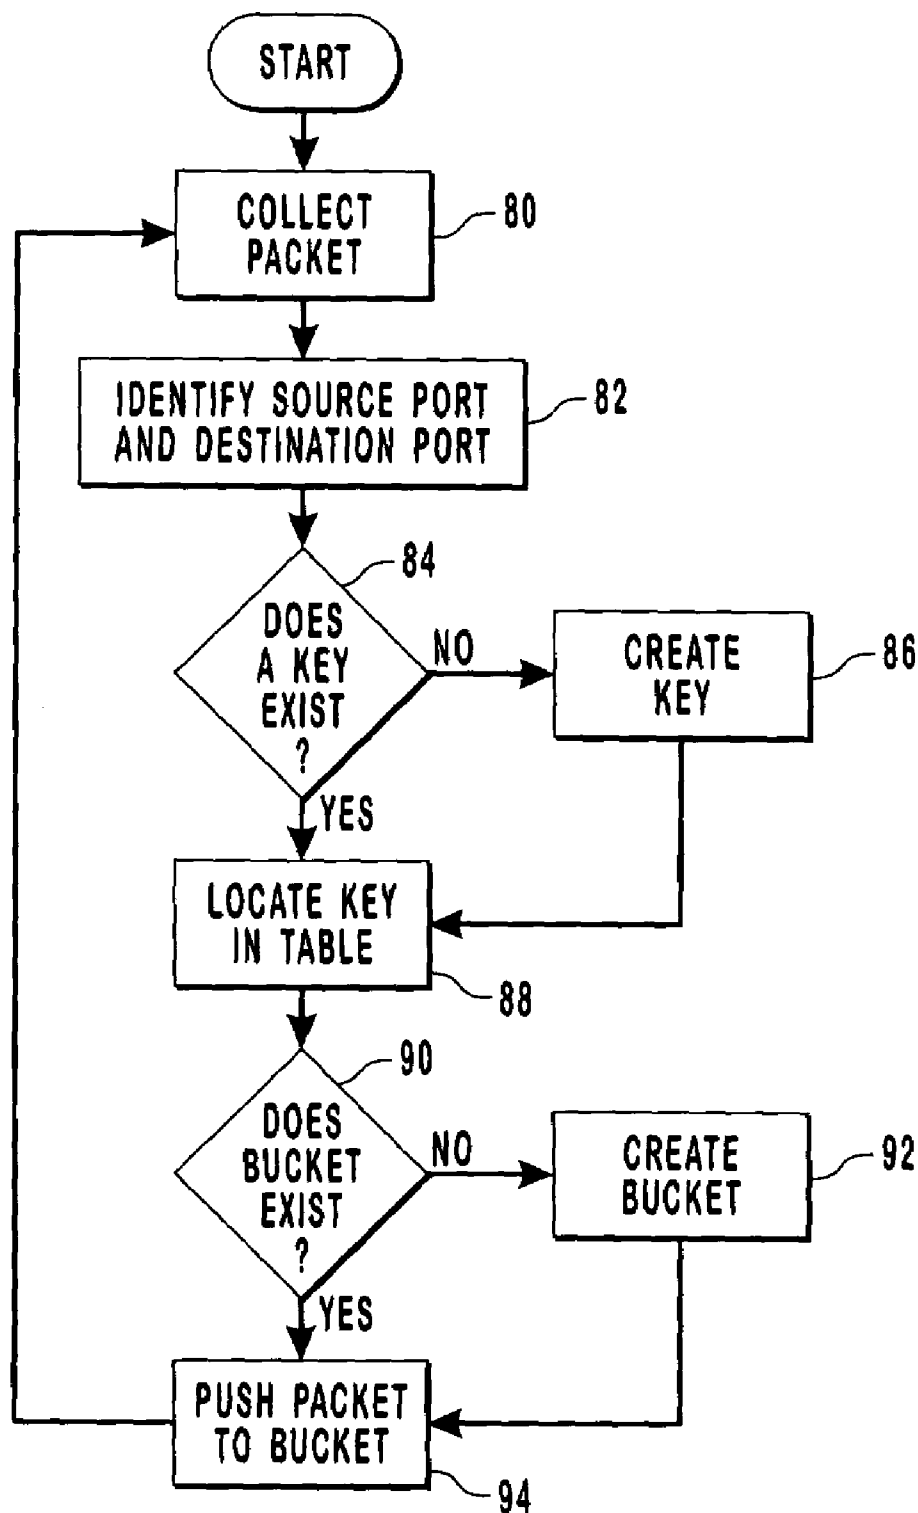 START
COLLECT
PACKET
80
IDENTIFY SOURCE PORT
AND DESTINATION PORT
82
84
DOES
A KEY
EXIST
?
NO
CREATE
KEY
86
YES
LOCATE KEY
IN TABLE
88
90
DOES
BUCKET
EXIST
?
NO
CREATE
BUCKET
92
YES
PUSH PACKET
TO BUCKET
94